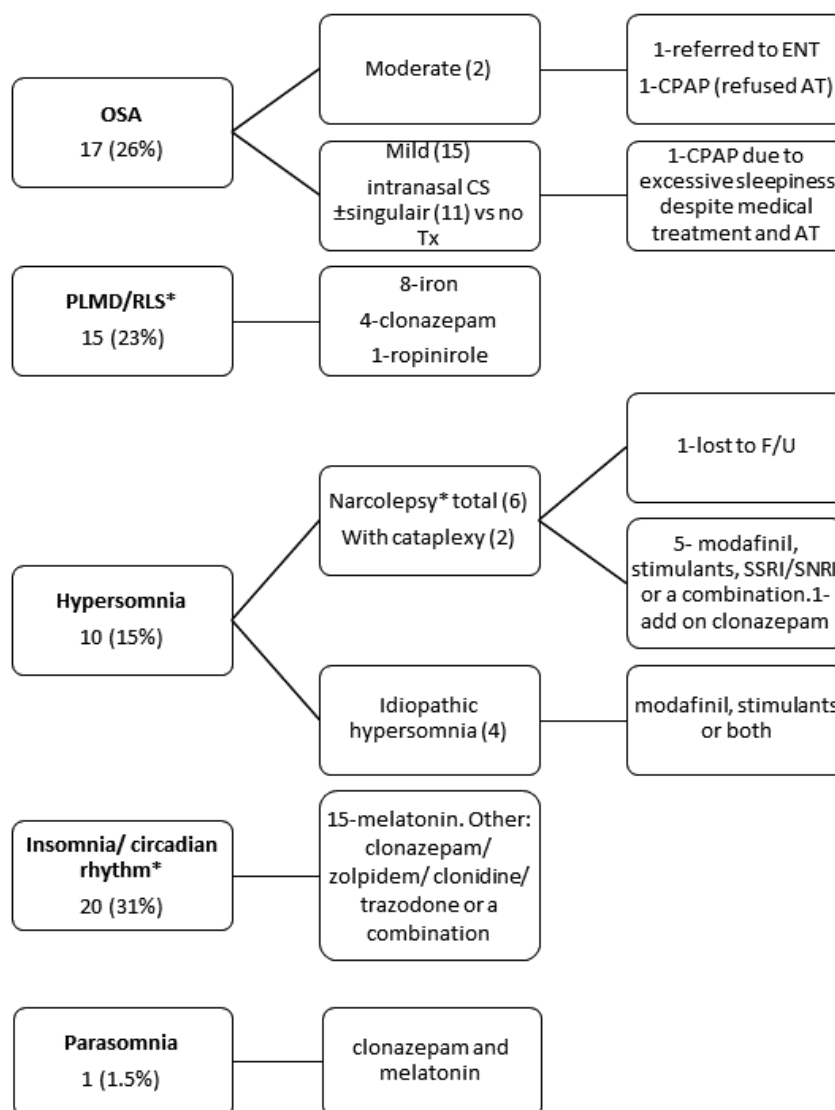 OSA
17 (26%)
Moderate (2)
1-referred to ENT
1-CPAP (refused AT)
Mild (15)
intranasal CS
±singulair (11) vs no
Tx
1-CPAP due to
excessive sleepiness
despite medical
treatment and AT
PLMD/RLS*
15 (23%)
8-iron
4-clonazepam
1-ropinirole
Hypersomnia
10 (15%)
Narcolepsy* total (6)
With cataplexy (2)
1-lost to F/U
5- modafinil,
stimulants, SSRI/SNRI
or a combination.1-
add on clonazepam
Idiopathic
hypersomnia (4)
modafinil, stimulants
or both
Insomnia/ circadian
rhythm*
20 (31%)
15-melatonin. Other:
clonazepam/
zolpidem/ clonidine/
trazodone or a
combination
Parasomnia
1 (1.5%)
clonazepam and
melatonin